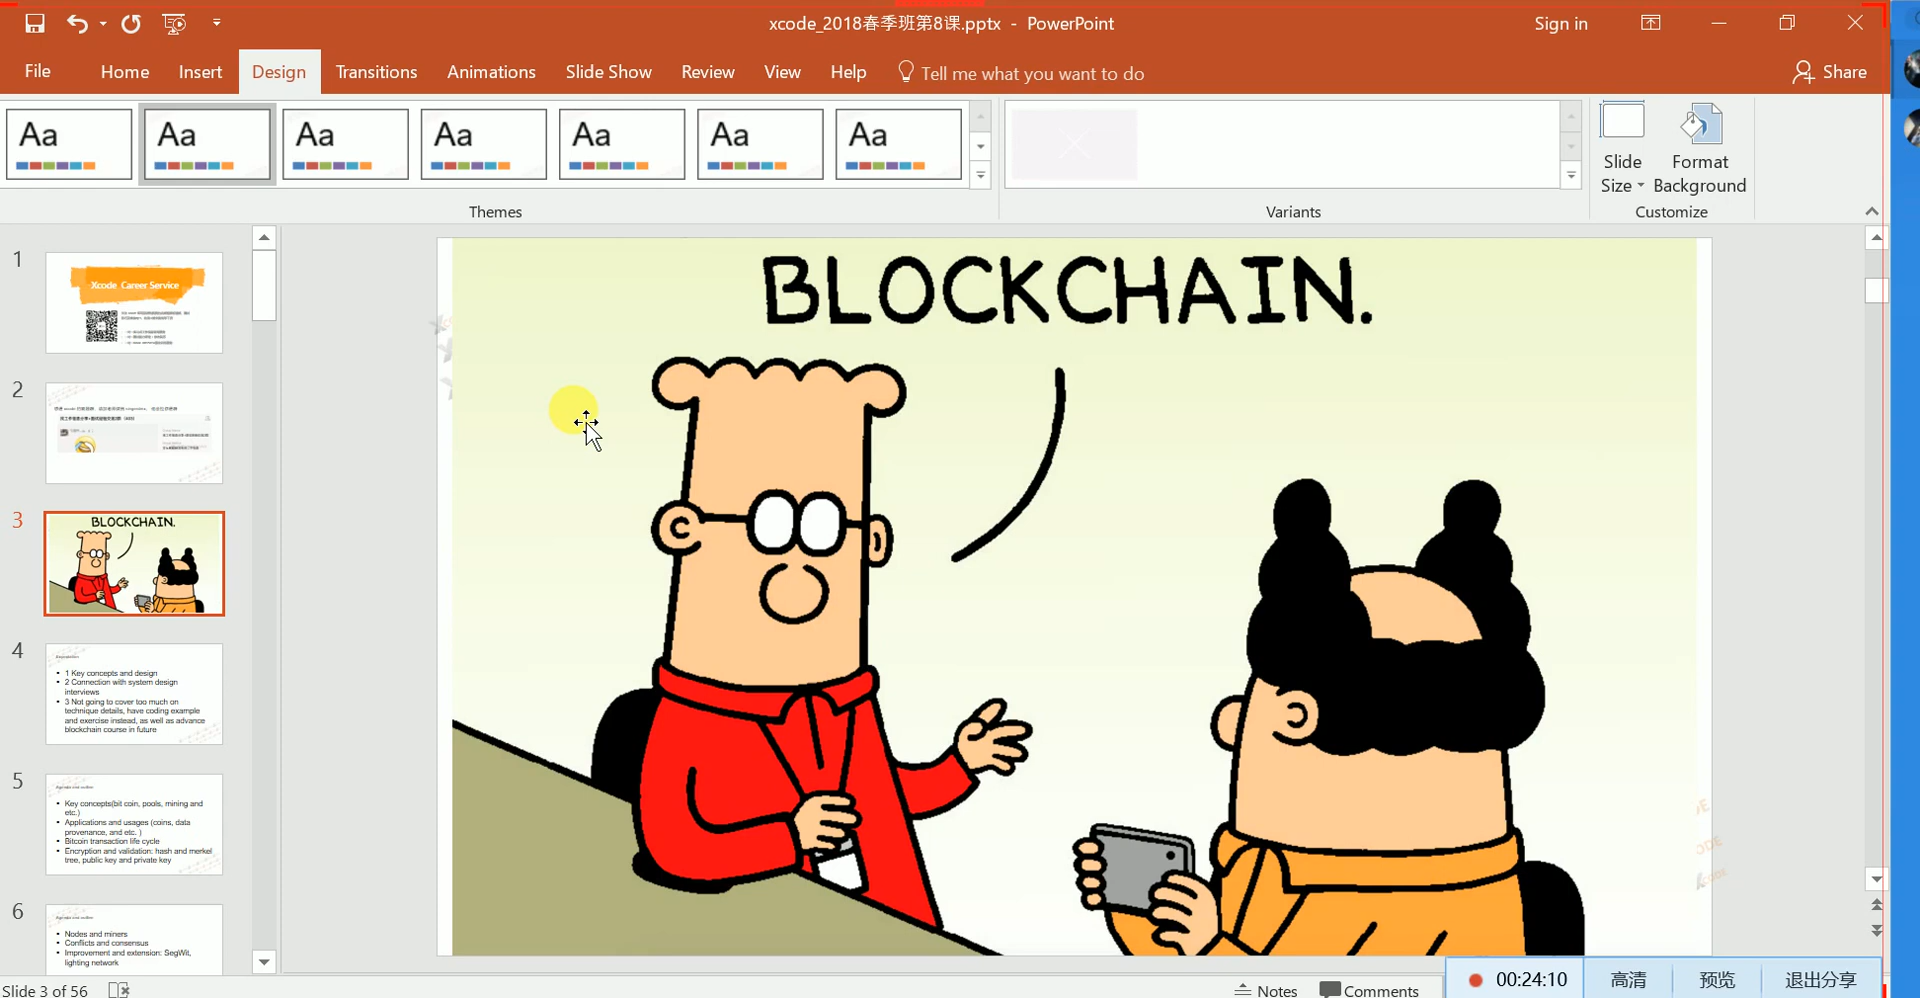 xcode_2018春季班第8课.pptx - PowerPoint
Sign in
File
Home
Insert
Design
Transitions
Animations
Slide Show
Review
View
Help
Tell me what you want to do
Share
Aa
Aa
Aa
Aa
Aa
Aa
Aa
Slide
Size
Format
Background
Themes
Variants
Customize
1
Xcode Career Service
2
3
BLOCKCHAIN.
4
• 1 Key concepts and design
• 2 Connection with system design
interviews
• 3 Not going to cover too much on
technique details, have coding example
and exercise instead, as well as advance
blockchain course in future
5
• Key concepts(bit coin, pools, mining and
etc.)
• Applications and usages (coins, data
provenance, and etc. )
• Bitcoin transaction life cycle
• Encryption and validation: hash and merkel
tree, public key and private key
6
• Nodes and miners
• Conflicts and consensus
• Improvement and extension: SegWit,
lighting network
BLOCKCHAIN.
Slide 3 of 56
Notes
Comments
00:24:10
高清
预览
退出分享